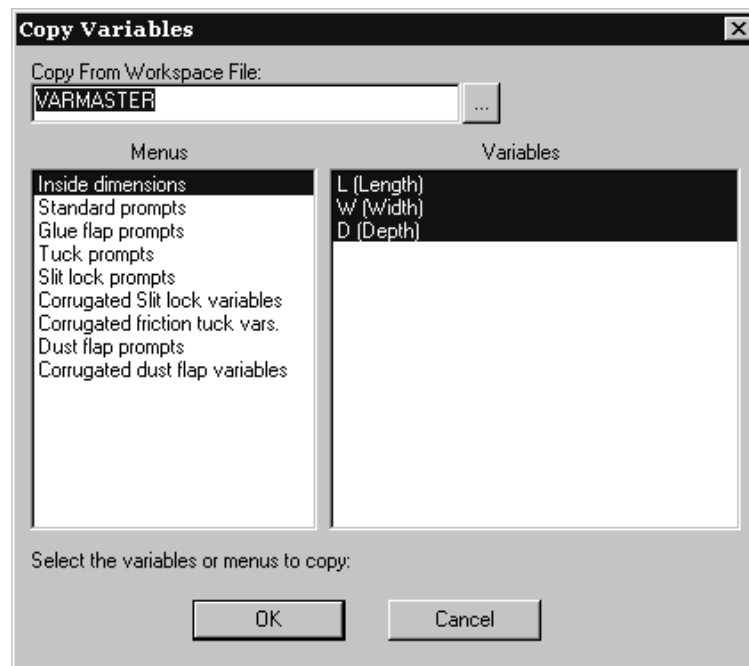 Copy Variables
Copy From Workspace File:
VARMASTER
...
Menus
Variables
Inside dimensions
Standard prompts
Glue flap prompts
Tuck prompts
Slit lock prompts
Corrugated Slit lock variables
Corrugated friction tuck vars.
Dust flap prompts
Corrugated dust flap variables
L (Length)
W (Width)
D (Depth)
Select the variables or menus to copy:
OK
Cancel